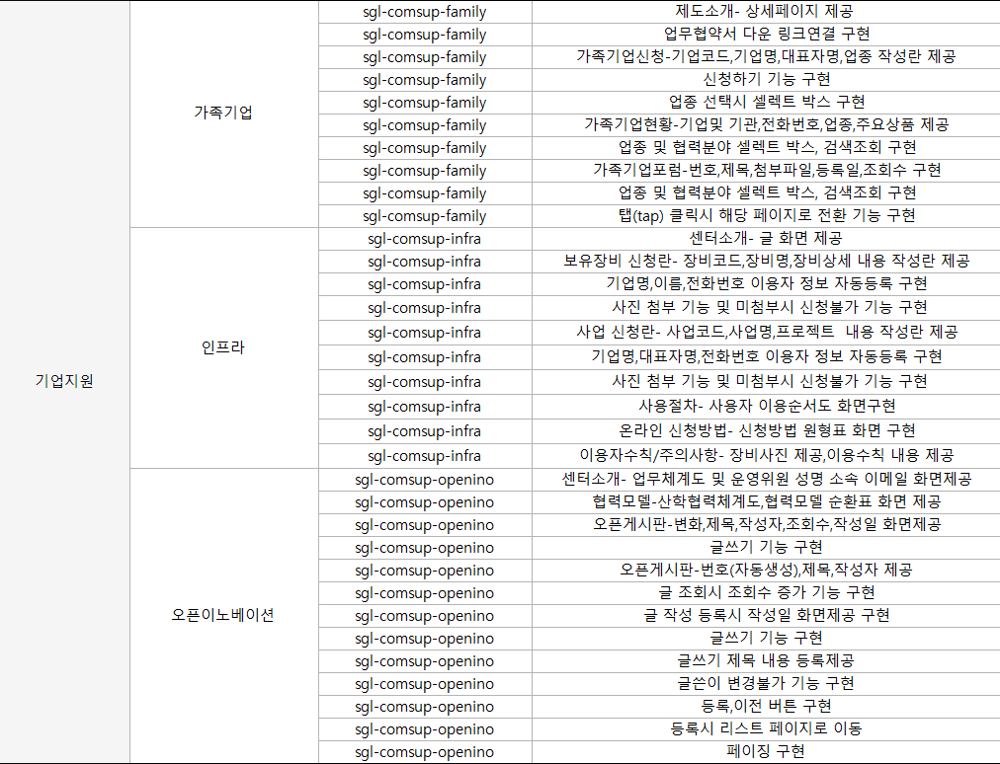 sgl-comsup-family 제도소개- 상세페이지 제공
sgl-comsup-family 업무협약서 다운 링크연결 구현
sgl-comsup-family 가족기업신청-기업코드,기업명,대표자명,업종 작성란 제공
sgl-comsup-family 신청하기 기능 구현
sgl-comsup-family 업종 선택시 셀렉트 박스 구현
가족기업
sgl-comsup-family 가족기업현황-기업및 기관,전화번호,업종,주요상품 제공
sgl-comsup-family 업종 및 협력분야 셀렉트 박스, 검색조회 구현
sgl-comsup-family 가족기업포럼-번호,제목,첨부파일,등록일,조회수 구현
sgl-comsup-family 업종 및 협력분야 셀렉트 박스, 검색조회 구현
sgl-comsup-family 탭(tap) 클릭시 해당 페이지로 전환 기능 구현
sgl-comsup-infra 센터소개- 글 화면 제공
sgl-comsup-infra 보유장비 신청란- 장비코드,장비명,장비상세 내용 작성란 제공
sgl-comsup-infra 기업명,이름,전화번호 이용자 정보 자동등록 구현
sgl-comsup-infra 사진 첨부 기능 및 미첨부시 신청불가 기능 구현
sgl-comsup-infra 사업 신청란- 사업코드,사업명,프로젝트 내용 작성란 제공
인프라
sgl-comsup-infra 기업명,대표자명,전화번호 이용자 정보 자동등록 구현
기업지원
sgl-comsup-infra 사진 첨부 기능 및 미첨부시 신청불가 기능 구현
sgl-comsup-infra 사용절차- 사용자 이용순서도 화면구현
sgl-comsup-infra 온라인 신청방법- 신청방법 원형표 화면 구현
sgl-comsup-infra 이용자수칙/주의사항- 장비사진 제공,이용수칙 내용 제공
sgl-comsup-openino 센터소개- 업무체계도 및 운영위원 성명 소속 이메일 화면제공
sgl-comsup-openino 협력모델-산학협력체계도,협력모델 순환표 화면 제공
sgl-comsup-openino 오픈게시판-변화,제목,작성자,조회수,작성일 화면제공
sgl-comsup-openino 글쓰기 기능 구현
sgl-comsup-openino 오픈게시판-번호(자동생성),제목,작성자 제공
sgl-comsup-openino 글 조회시 조회수 증가 기능 구현
오픈이노베이션
sgl-comsup-openino 글 작성 등록시 작성일 화면제공 구현
sgl-comsup-openino 글쓰기 기능 구현
sgl-comsup-openino 글쓰기 제목 내용 등록제공
sgl-comsup-openino 글쓴이 변경불가 기능 구현
sgl-comsup-openino 등록,이전 버튼 구현
sgl-comsup-openino 등록시 리스트 페이지로 이동
sgl-comsup-openino 페이징 구현